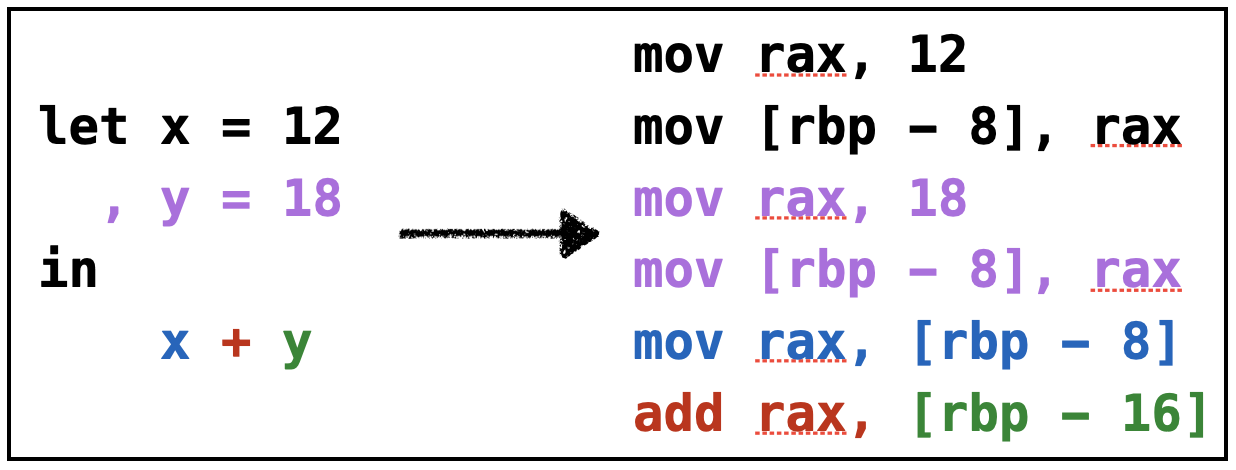 let x = 12
, y = 18
in
x + y
mov rax, 12
mov [rbp – 8], rax
mov rax, 18
mov [rbp – 8], rax
mov rax, [rbp – 8]
add rax, [rbp – 16]